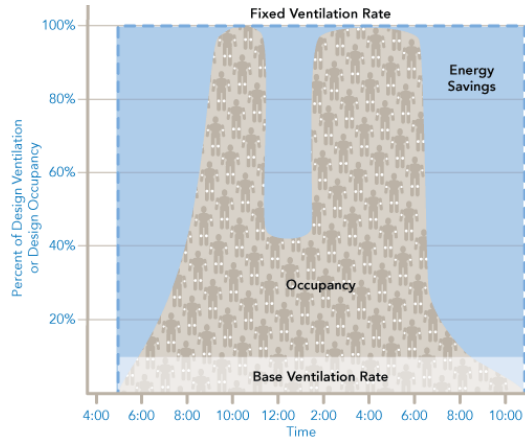 Fixed Ventilation Rate
100%
80%
60%
40%
20%
Percent of Design Ventilation
or Design Occupancy
Energy
Savings
Occupancy
Base Ventilation Rate
4:00 6:00 8:00 10:00 12:00 2:00 4:00 6:00 8:00 10:00
Time